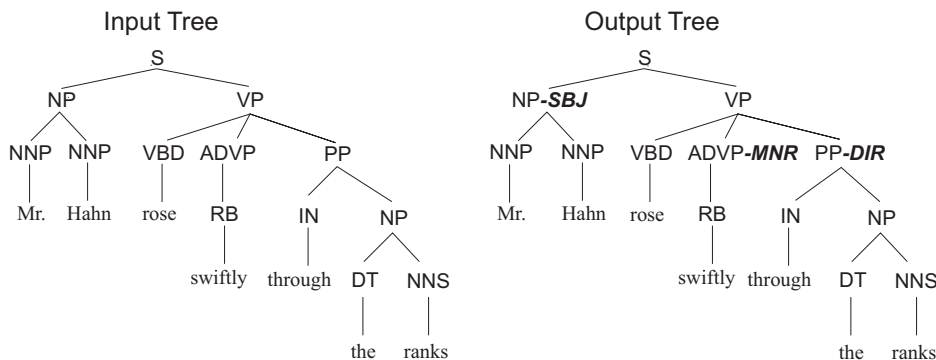 Input Tree Output Tree
S S
NP VP NP-SBJ VP
NNP NNP VBD ADVP PP NNP NNP VBD ADVP-MNR PP-DIR
Mr. Hahn rose RB IN NP Mr. Hahn rose RB IN NP
swiftly through DT NNS swiftly through DT NNS
the ranks the ranks